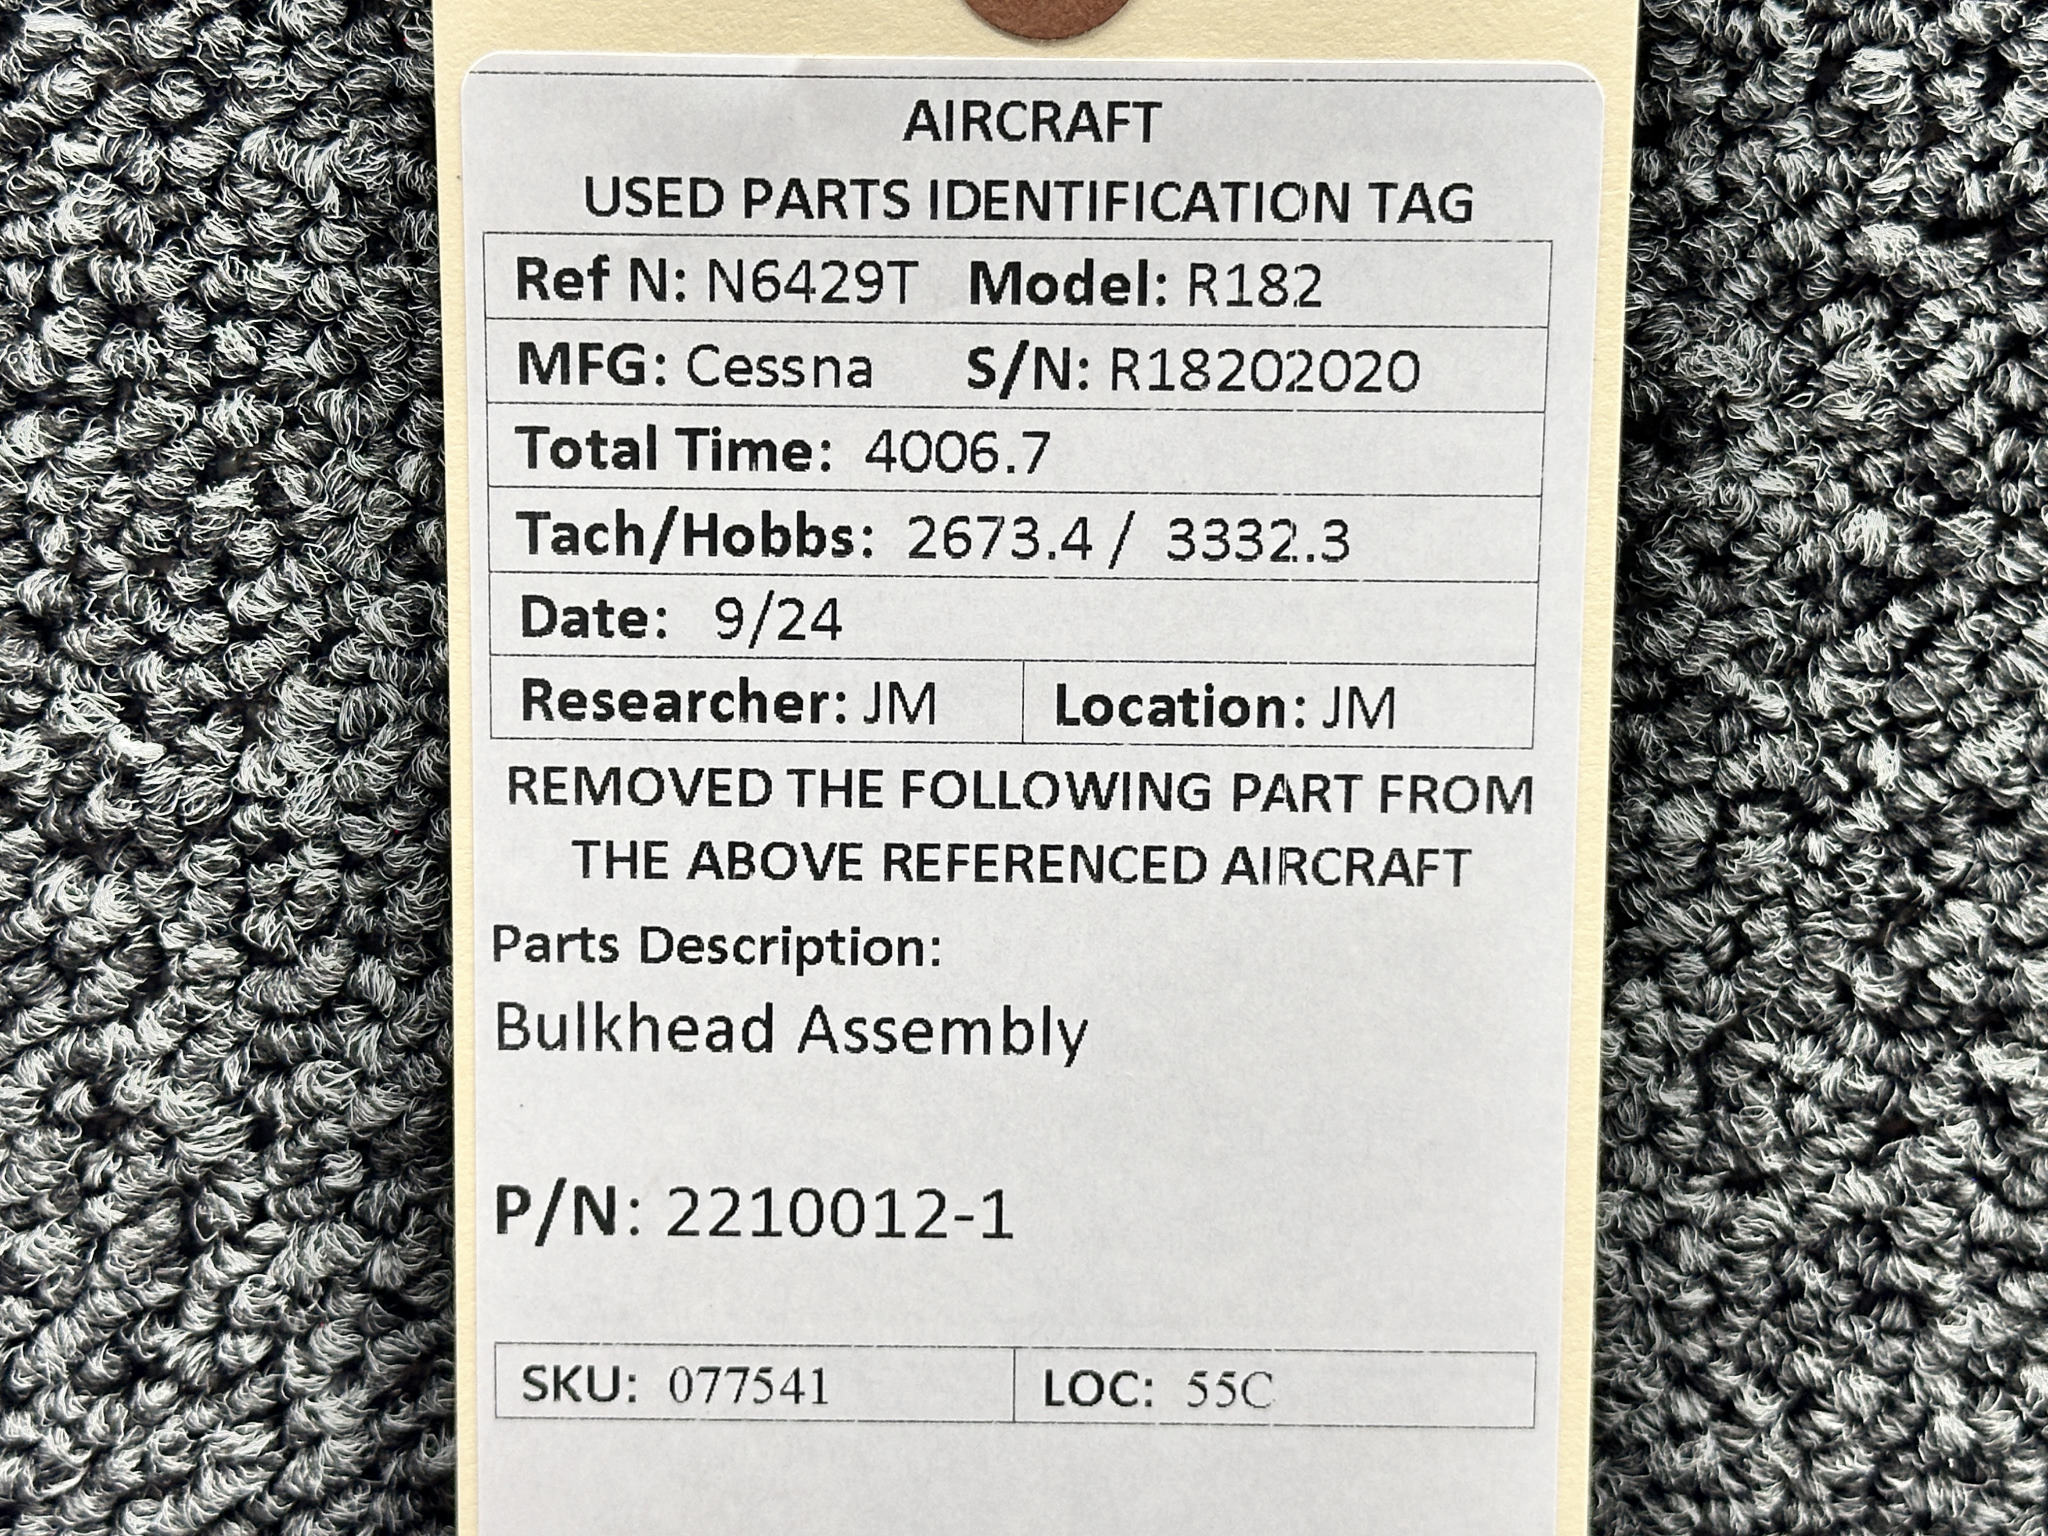 AIRCRAFT
USED PARTS IDENTIFICATION TAG
Ref N: N6429T Model: R182
MFG: Cessna S/N: R18202020
Total Time: 4006.7
Tach/Hobbs: 2673.4 / 3332.3
Date: 9/24
Researcher: JM Location: JM
REMOVED THE FOLLOWING PART FROM
THE ABOVE REFERENCED AIRCRAFT
Parts Description:
Bulkhead Assembly
P/N: 2210012-1
SKU: 077541 LOC: 55C